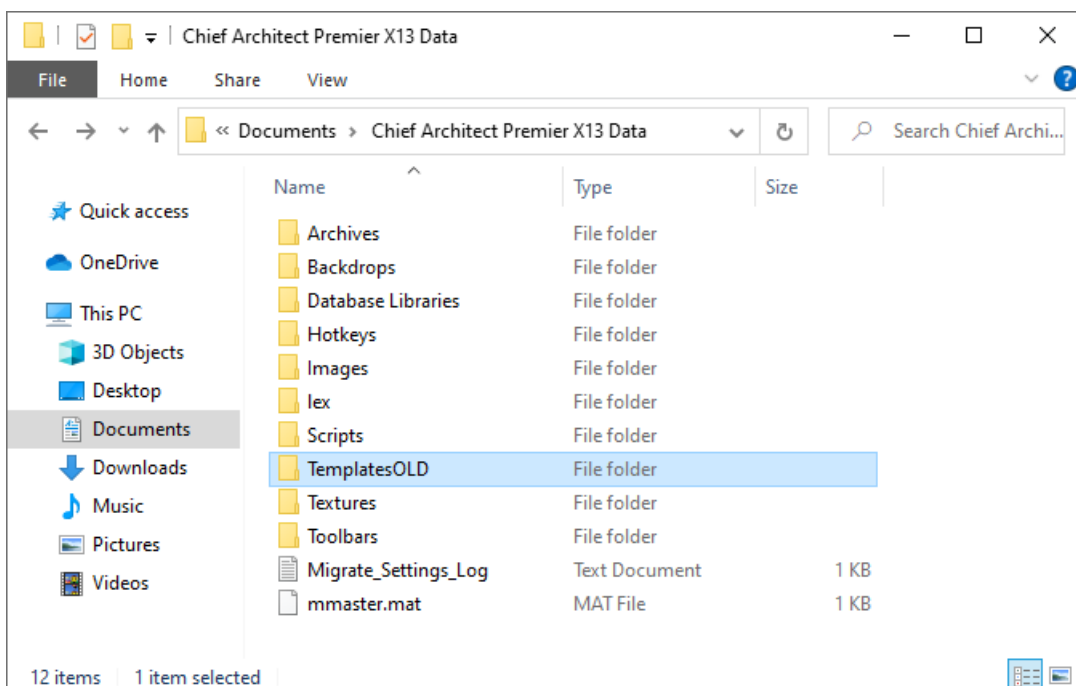 Chief Architect Premier X13 Data
File Home Share View ?
« Documents › Chief Architect Premier X13 Data Search Chief Archi...
Name Type Size
Quick access
OneDrive
This PC
3D Objects
Desktop
Documents
Downloads
Music
Pictures
Videos
Archives File folder
Backdrops File folder
Database Libraries File folder
Hotkeys File folder
Images File folder
lex File folder
Scripts File folder
TemplatesOLD File folder
Textures File folder
Toolbars File folder
Migrate_Settings_Log Text Document 1 KB
mmaster.mat MAT File 1 KB
12 items 1 item selected